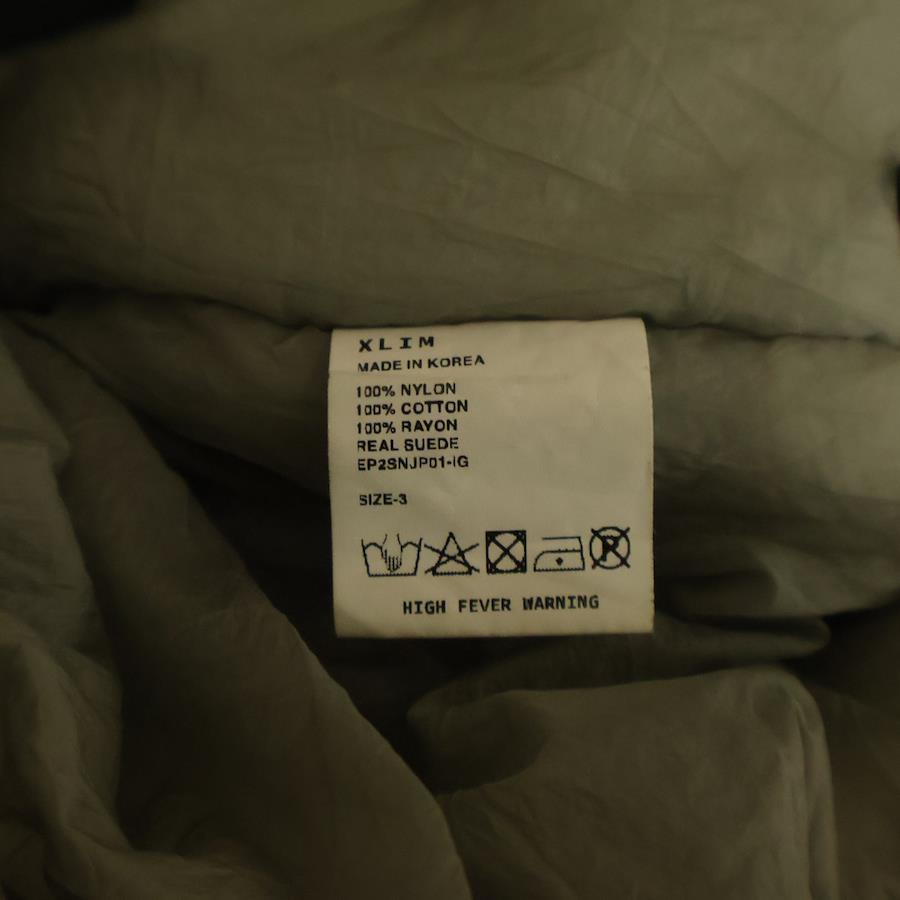 XLIM
MADE IN KOREA
100% NYLON
100% COTTON
100% RAYON
REAL SUEDE
EP2SNJP01-IG
SIZE-3
R
HIGH FEVER WARNING